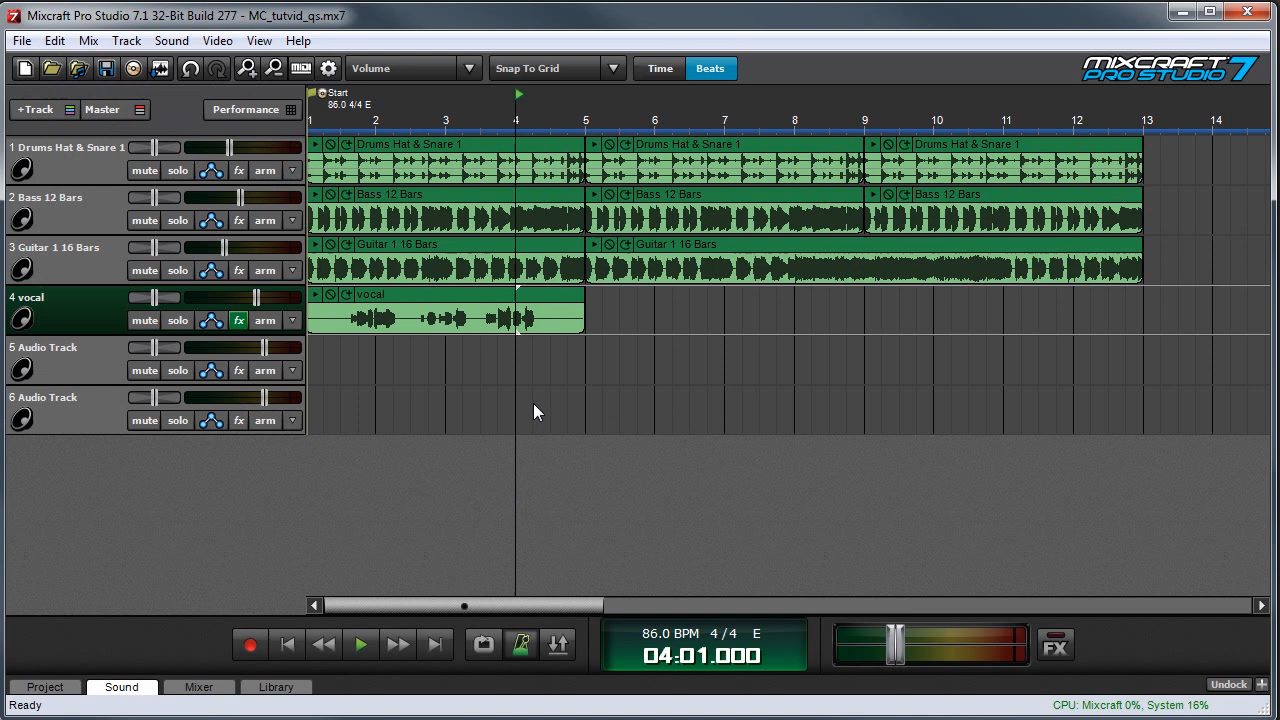 Mixcraft Pro Studio 7.1 32-Bit Build 277 - MC_tutvid_qs.mx7
File Edit Mix Track Sound Video View Help
Volume Snap To Grid Time Beats MIXCRAFT PRO STUDIO 7
+Track Master Performance
Start
86.0 4/4 E
1 2 3 4 5 6 7 8 9 10 11 12 13 14
1 Drums Hat & Snare 1
mute solo fx arm
Drums Hat & Snare 1 Drums Hat & Snare 1 Drums Hat & Snare 1
2 Bass 12 Bars
mute solo fx arm
Bass 12 Bars Bass 12 Bars Bass 12 Bars
3 Guitar 1 16 Bars
mute solo fx arm
Guitar 1 16 Bars Guitar 1 16 Bars
4 vocal
mute solo fx arm
vocal
5 Audio Track
mute solo fx arm
6 Audio Track
mute solo fx arm
86.0 BPM 4/4 E
04:01.000
FX
Project Sound Mixer Library Undock +
Ready CPU: Mixcraft 0%, System 16%